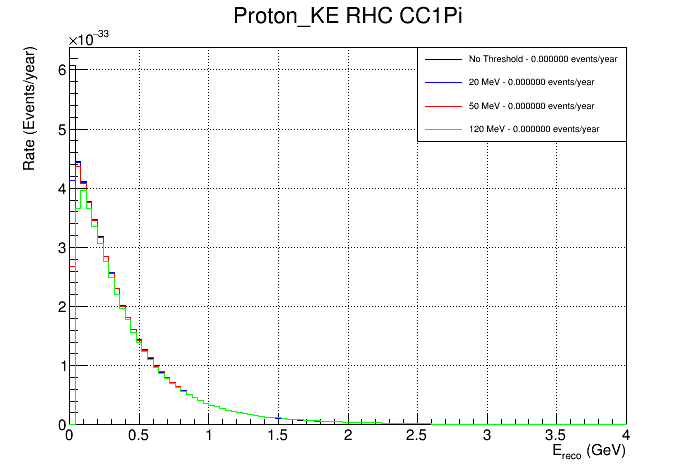 Proton_KE RHC CC1Pi
×10⁻³³
Rate (Events/year)
No Threshold - 0.000000 events/year
20 MeV - 0.000000 events/year
50 MeV - 0.000000 events/year
120 MeV - 0.000000 events/year
6
5
4
3
2
1
0
0 0.5 1 1.5 2 2.5 3 3.5 4
E_reco (GeV)